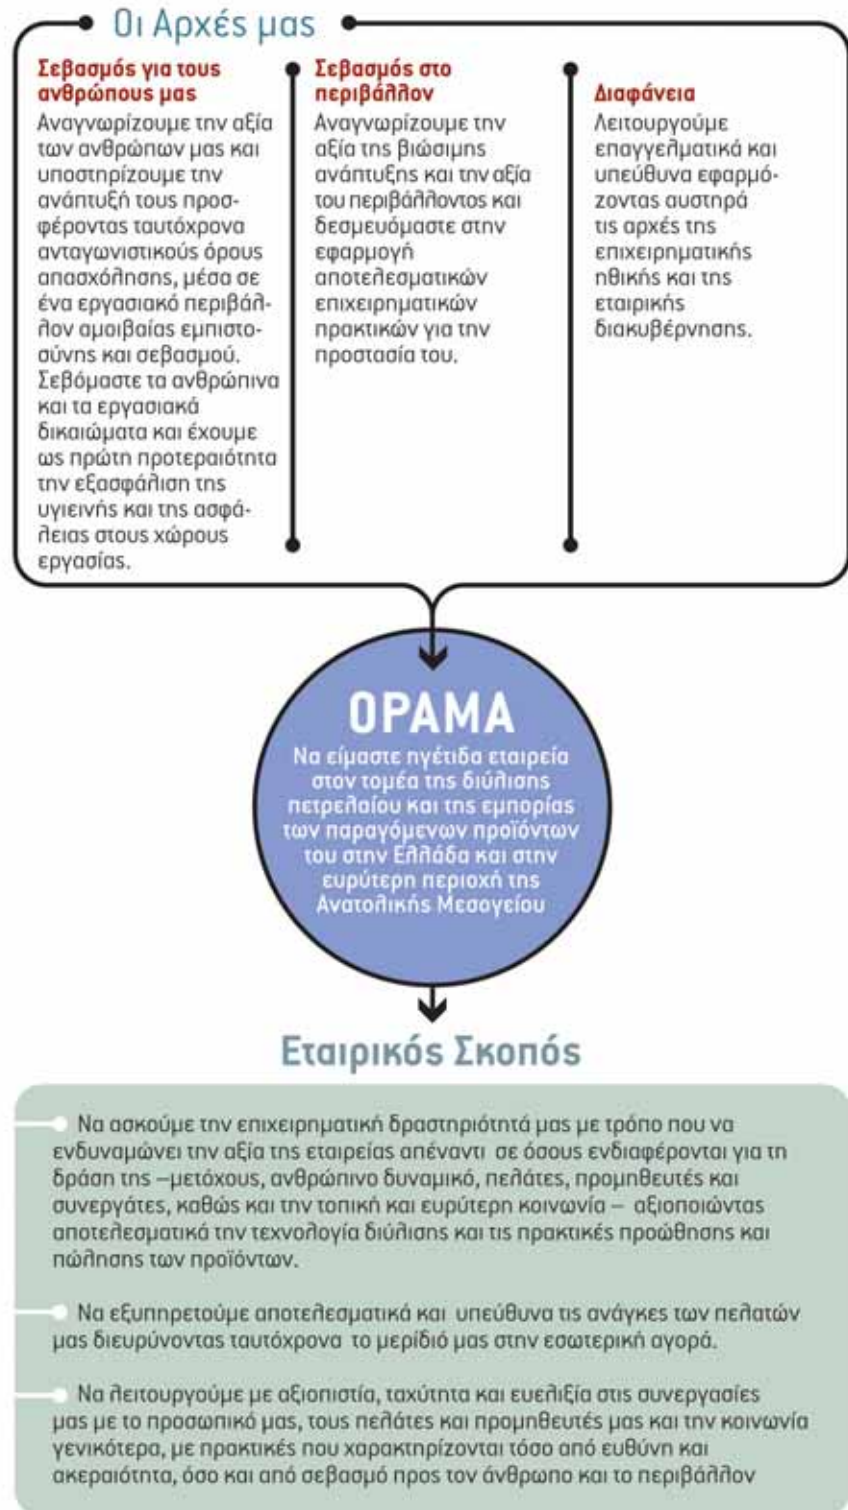 Οι Αρχές μας
Σεβασμός για τους
ανθρώπους μας
Αναγνωρίζουμε την αξία
των ανθρώπων μας και
υποστηρίζουμε την
ανάπτυξή τους προσ-
φέροντας ταυτόχρονα
ανταγωνιστικούς όρους
απασχόλησης, μέσα σε
ένα εργασιακό περιβάλ-
λον αμοιβαίας εμπιστο-
σύνης και σεβασμού.
Σεβόμαστε τα ανθρώπινα
και τα εργασιακά
δικαιώματα και έχουμε
ως πρώτη προτεραιότητα
την εξασφάλιση της
υγιεινής και της ασφά-
λειας στους χώρους
εργασίας.
Σεβασμός στο
περιβάλλον
Αναγνωρίζουμε την
αξία της βιώσιμης
ανάπτυξης και την αξία
του περιβάλλοντος και
δεσμευόμαστε στην
εφαρμογή
αποτελεσματικών
επιχειρηματικών
πρακτικών για την
προστασία του.
Διαφάνεια
Λειτουργούμε
επαγγελματικά και
υπεύθυνα εφαρμό-
ζοντας αυστηρά
τις αρχές της
επιχειρηματικής
ηθικής και της
εταιρικής
διακυβέρνησης.
ΟΡΑΜΑ
Να είμαστε ηγέτιδα εταιρεία
στον τομέα της διύλισης
πετρελαίου και της εμπορίας
των παραγόμενων προϊόντων
του στην Ελλάδα και στην
ευρύτερη περιοχή της
Ανατολικής Μεσογείου
Εταιρικός Σκοπός
Να ασκούμε την επιχειρηματική δραστηριότητά μας με τρόπο που να
ενδυναμώνει την αξία της εταιρείας απέναντι σε όσους ενδιαφέρονται για τη
δράση της –μετόχους, ανθρώπινο δυναμικό, πελάτες, προμηθευτές και
συνεργάτες, καθώς και την τοπική και ευρύτερη κοινωνία – αξιοποιώντας
αποτελεσματικά την τεχνολογία διύλισης και τις πρακτικές προώθησης και
πώλησης των προϊόντων.
Να εξυπηρετούμε αποτελεσματικά και υπεύθυνα τις ανάγκες των πελατών
μας διευρύνοντας ταυτόχρονα το μερίδιό μας στην εσωτερική αγορά.
Να λειτουργούμε με αξιοπιστία, ταχύτητα και ευελιξία στις συνεργασίες
μας με το προσωπικό μας, τους πελάτες και προμηθευτές μας και την κοινωνία
γενικότερα, με πρακτικές που χαρακτηρίζονται τόσο από ευθύνη και
ακεραιότητα, όσο και από σεβασμό προς τον άνθρωπο και το περιβάλλον